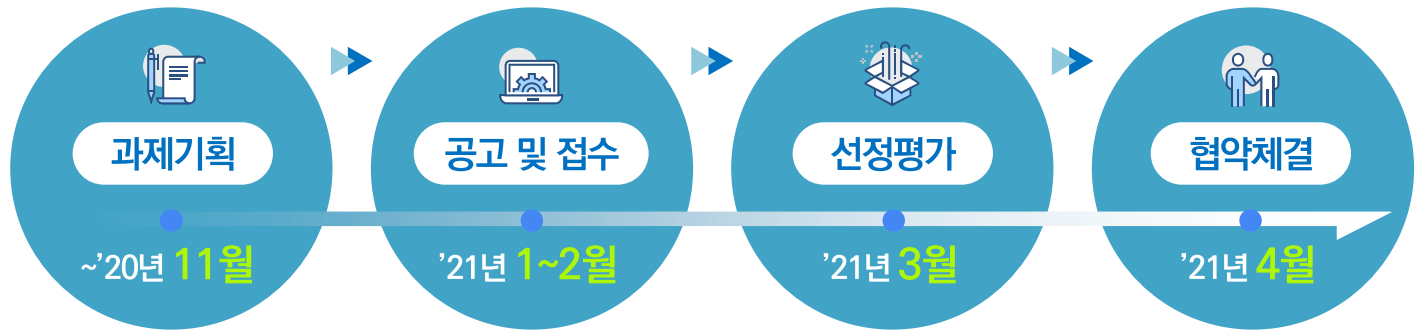 과제기획
공고 및 접수
선정평가
협약체결
~’20년 11월
’21년 1~2월
’21년 3월
’21년 4월